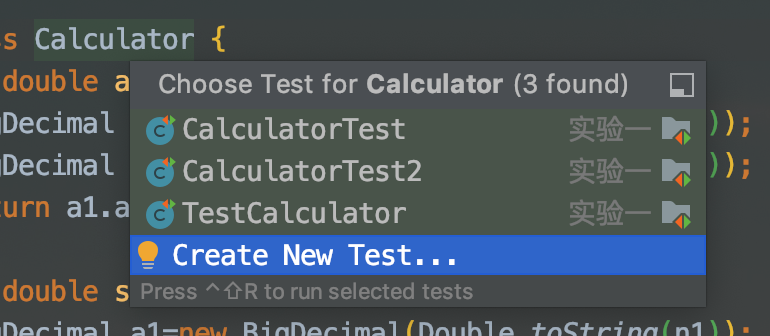 s Calculator {
Choose Test for Calculator (3 found)
double a
gDecimal ));
CalculatorTest 实验一
gDecimal ));
CalculatorTest2 实验一
turn a1.a
TestCalculator 实验一
Create New Test...
double s
Press ⌃⇧R to run selected tests
gDecimal a1=new BigDecimal(Double.toString(n1));